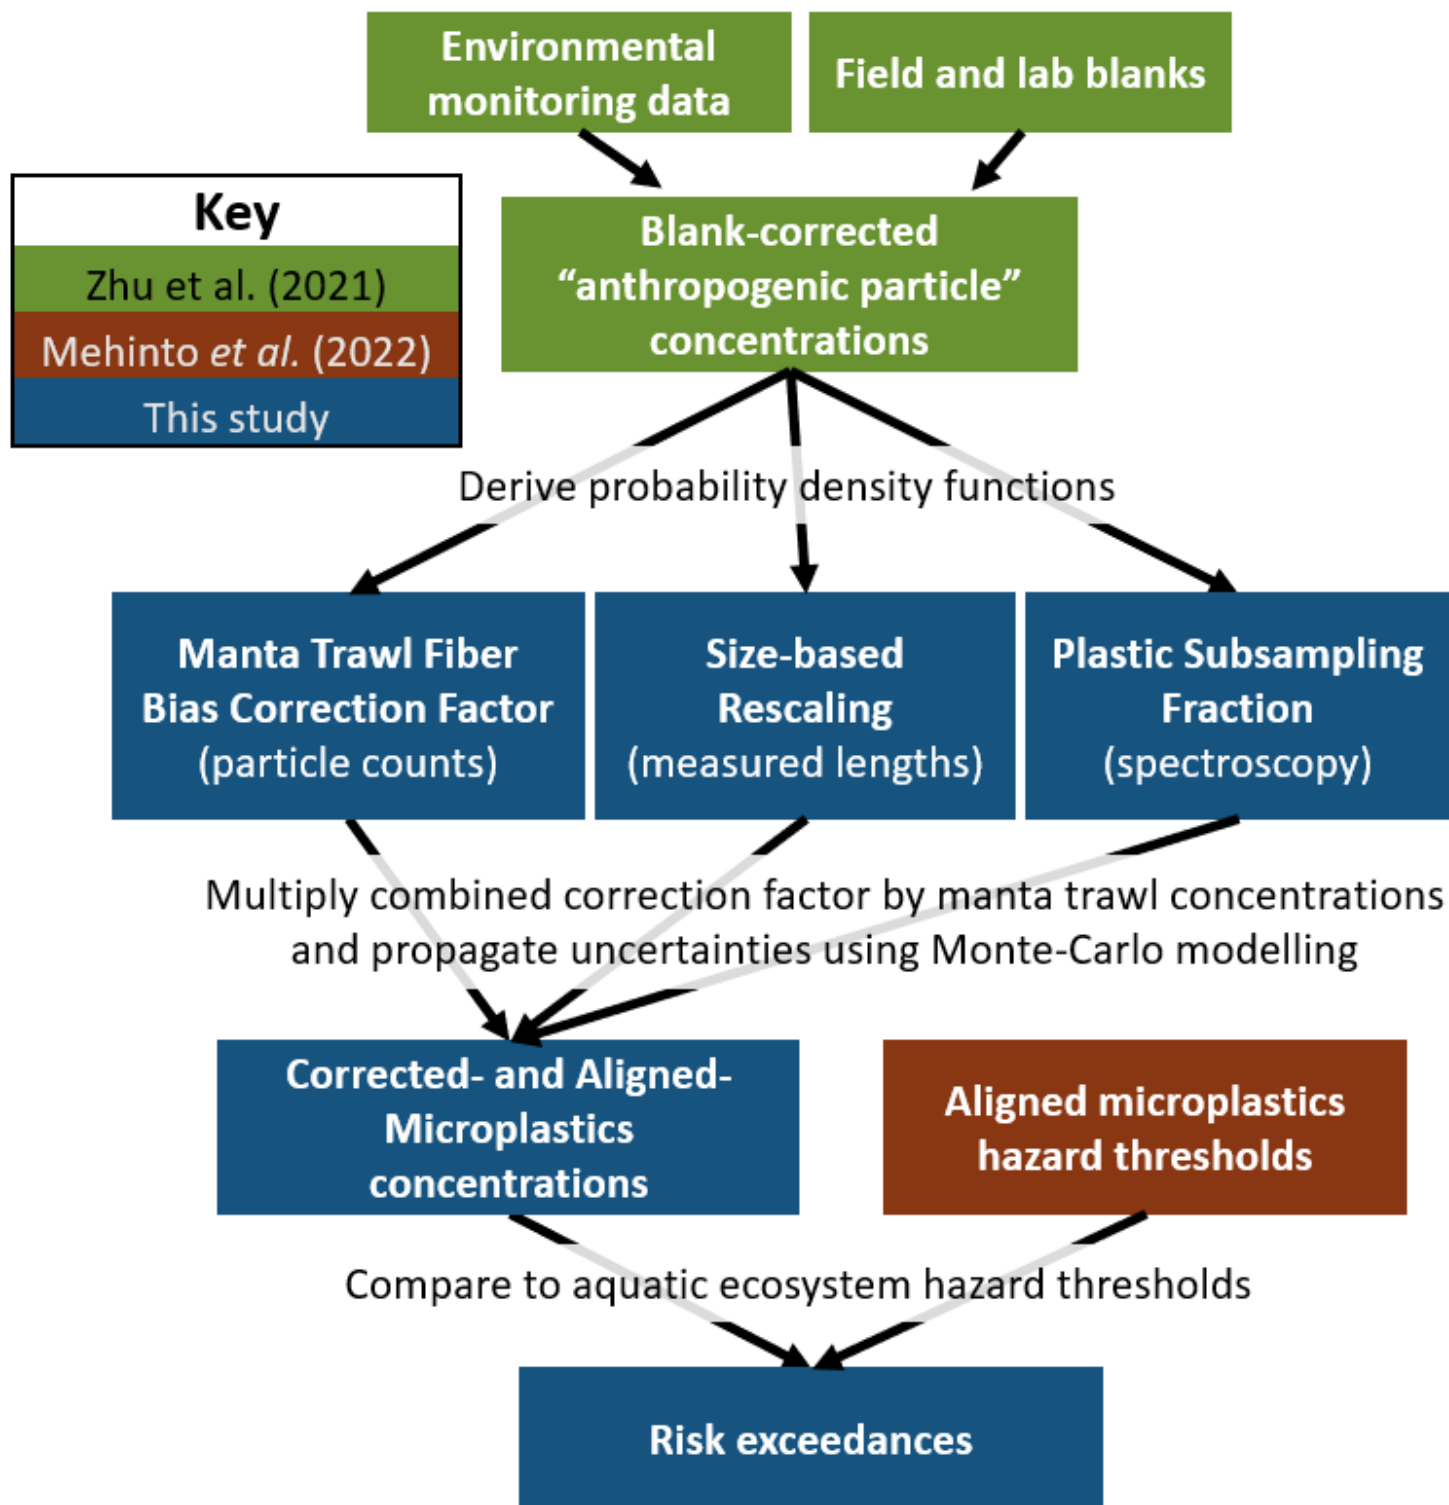 Environmental
monitoring data
Field and lab blanks
Key
Zhu et al. (2021)
Mehinto et al. (2022)
This study
Blank-corrected
“anthropogenic particle”
concentrations
Derive probability density functions
Manta Trawl Fiber
Bias Correction Factor
(particle counts)
Size-based
Rescaling
(measured lengths)
Plastic Subsampling
Fraction
(spectroscopy)
Multiply combined correction factor by manta trawl concentrations
and propagate uncertainties using Monte-Carlo modelling
Corrected- and Aligned-
Microplastics
concentrations
Aligned microplastics
hazard thresholds
Compare to aquatic ecosystem hazard thresholds
Risk exceedances